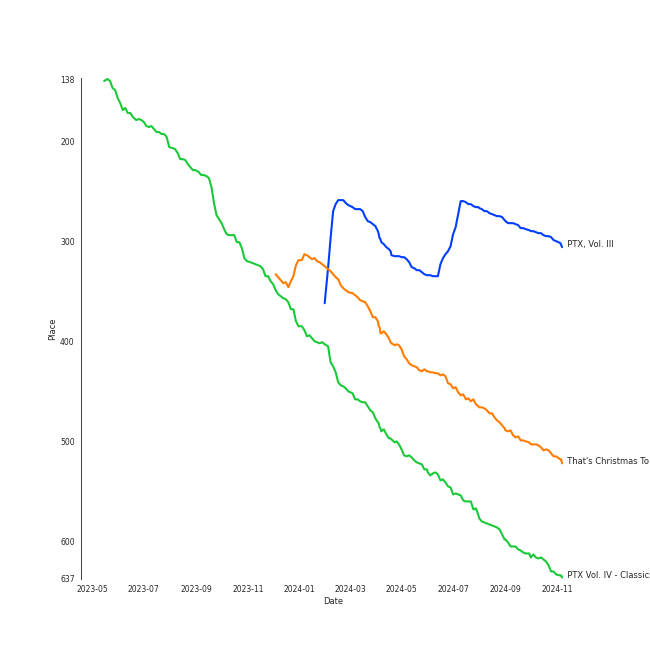 138
200
300
400
500
600
637
Place
2023-05 2023-07 2023-09 2023-11 2024-01 2024-03 2024-05 2024-07 2024-09 2024-11
Date
PTX, Vol. III
That's Christmas To
PTX Vol. IV - Classic